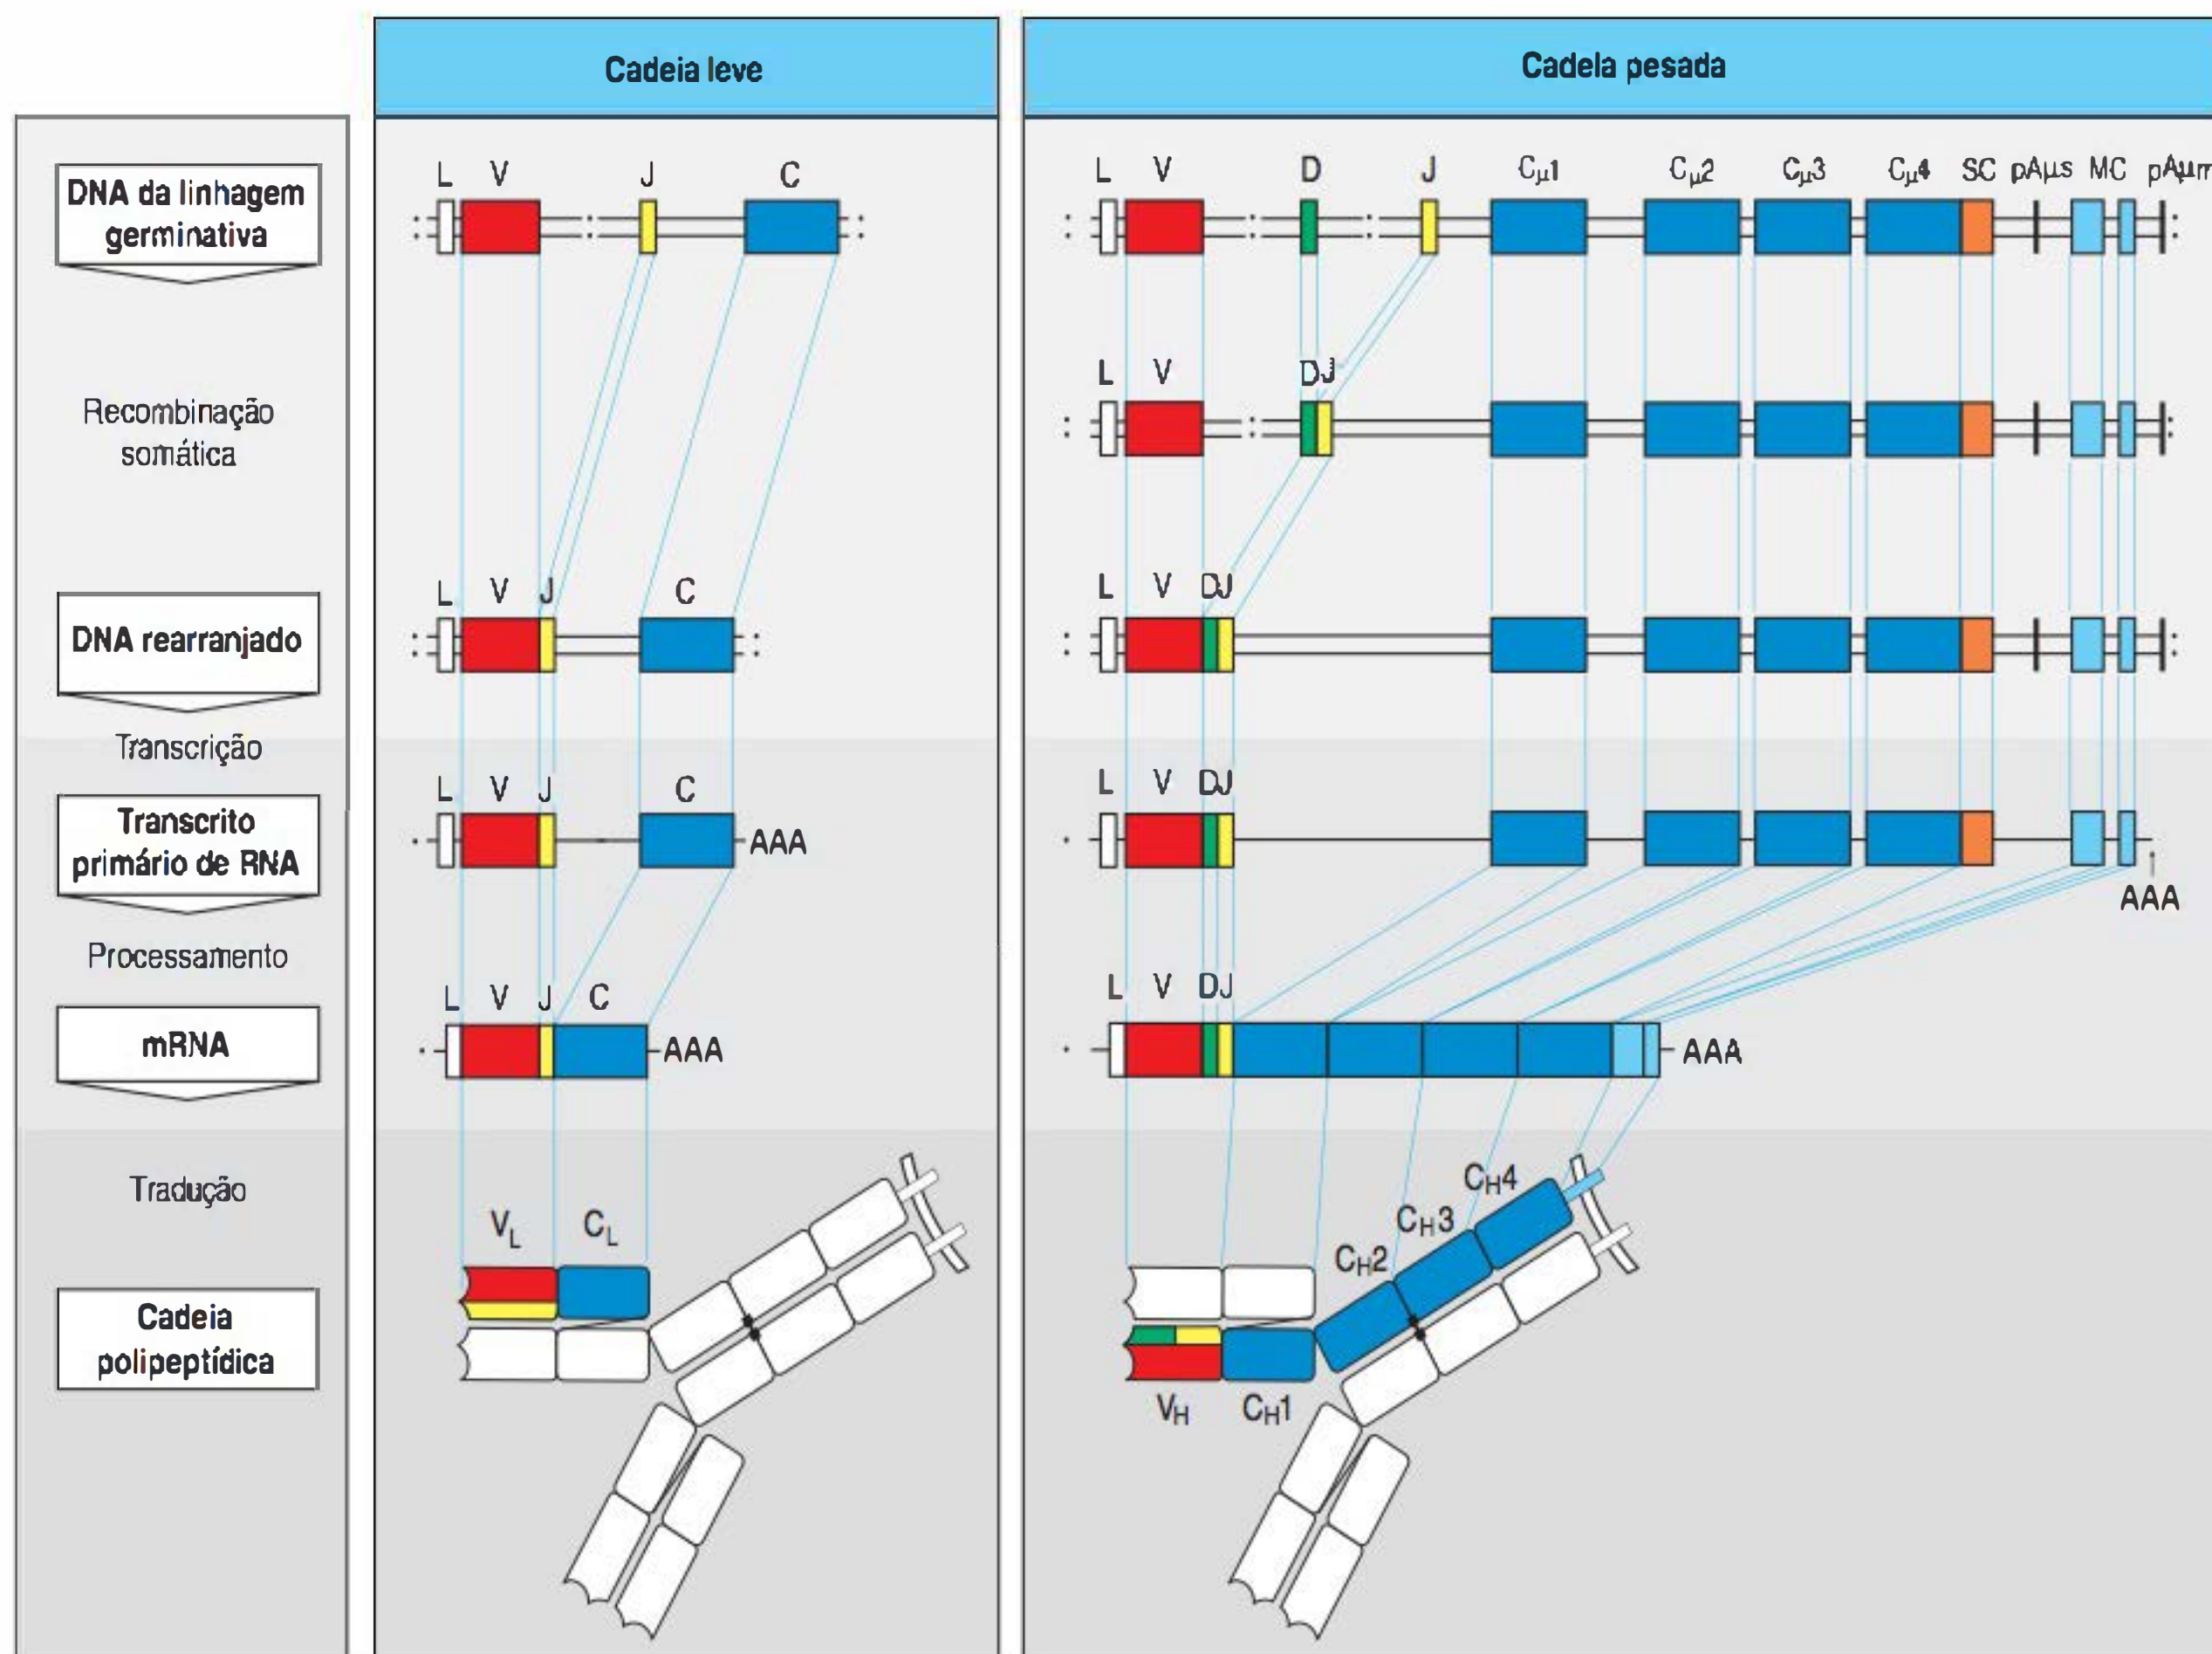 Cadeia leve
Cadela pesada
DNA da linhagem
germinativa
L V J C
L V D J Cμ1 Cμ2 Cμ3 Cμ4 SC pAμs MC pAμm
Recombinação
somática
L V DJ
DNA rearranjado
L V J C
L V DJ
Transcrição
Transcrito
primário de RNA
L V J C
AAA
L V DJ
AAA
Processamento
mRNA
L V J C
AAA
L V DJ
AAA
Tradução
Cadeia
polipeptídica
VL CL
CH4
CH3
CH2
VH CH1